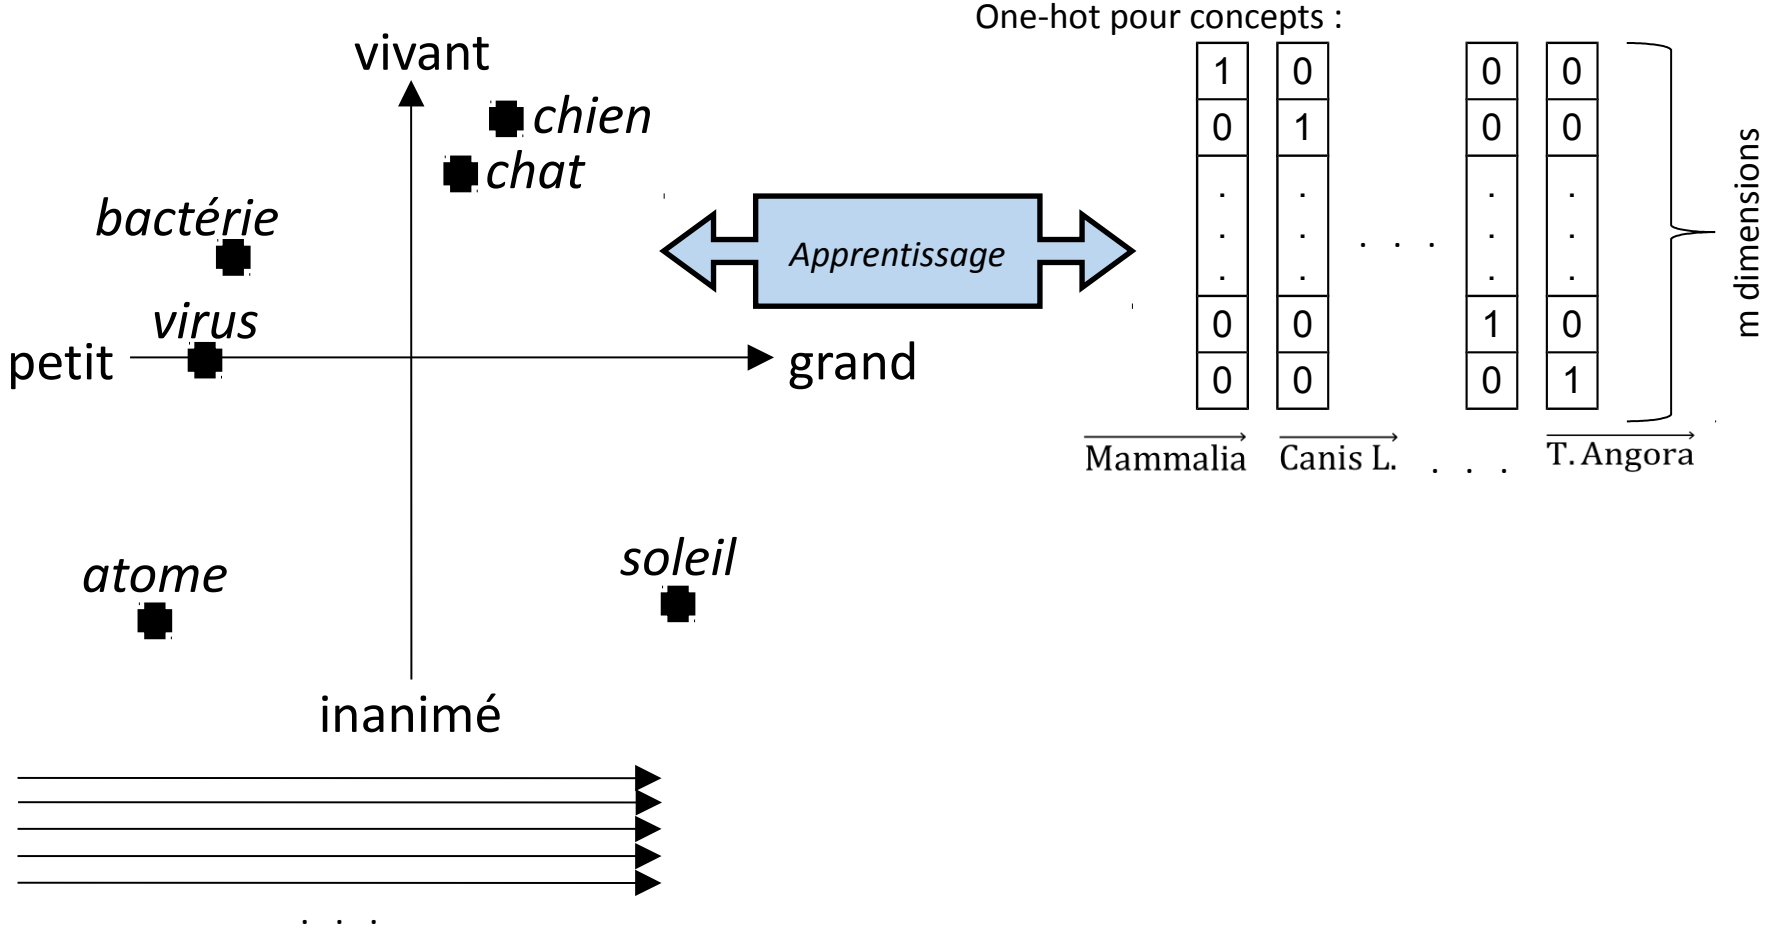 One-hot pour concepts :
vivant
chien
chat
bactérie
virus
petit
grand
atome
soleil
inanimé
. . .
Apprentissage
1 0 0 0
0 1 0 0
. . . .
. . . . . . .
. . . .
0 0 1 0
0 0 0 1
m dimensions
Mammalia Canis L. . . . T. Angora